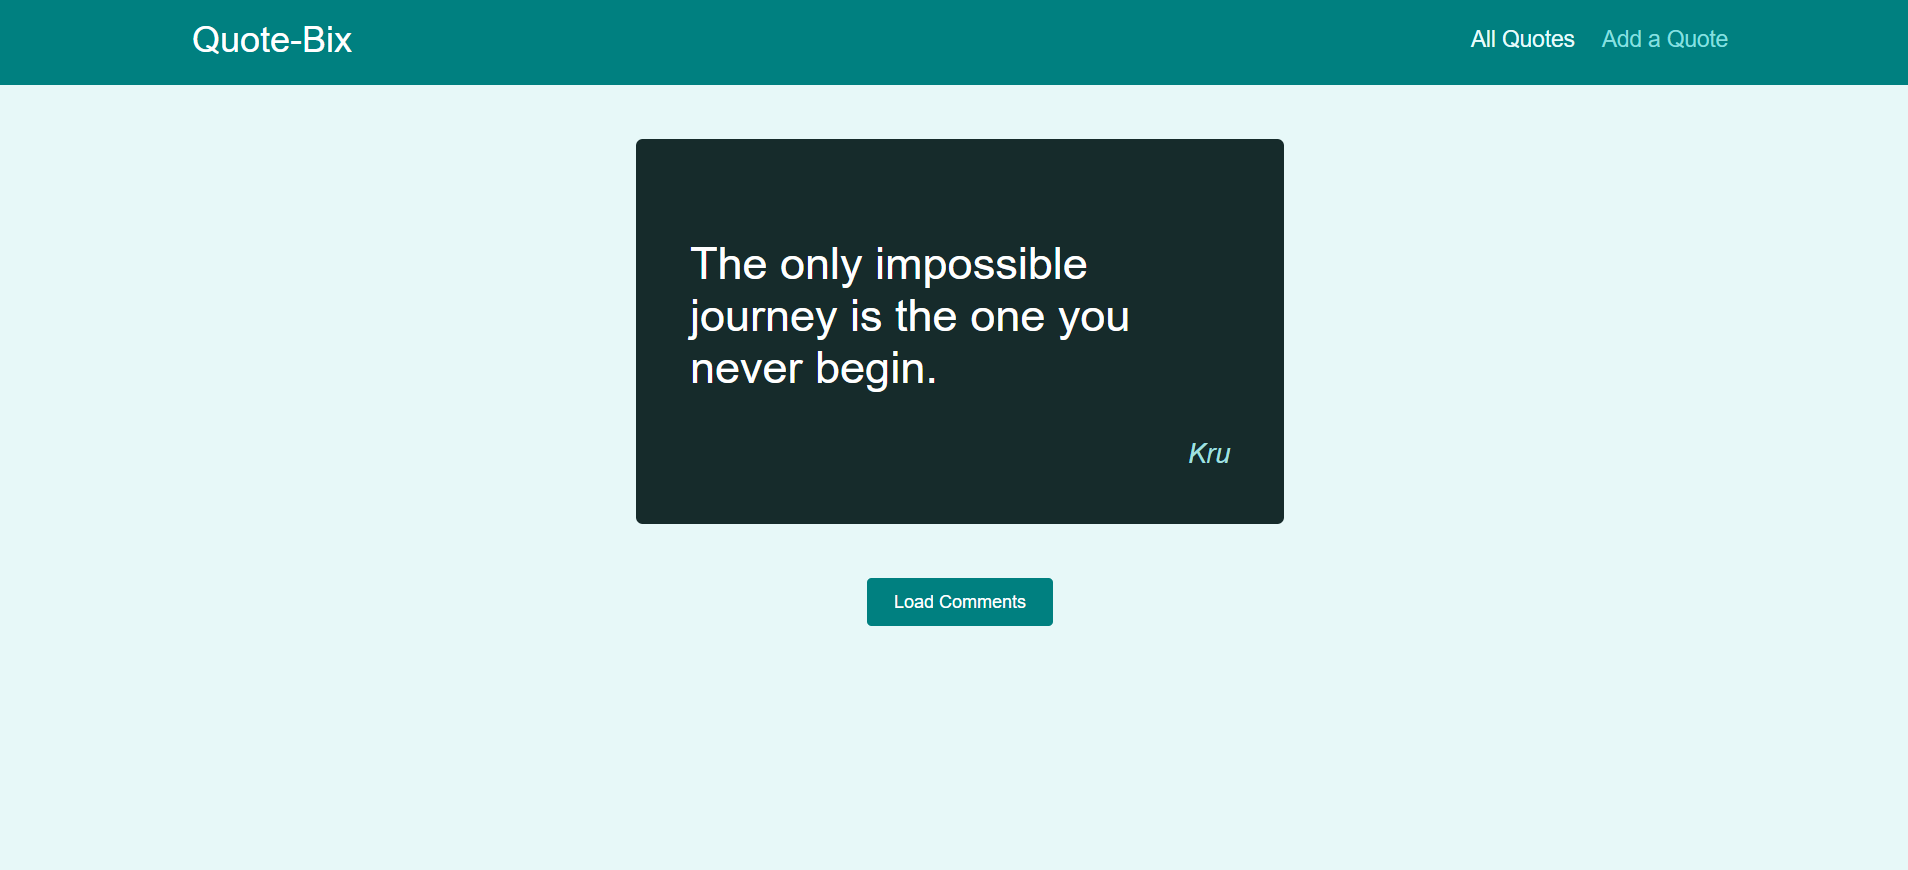 Quote-Bix
All Quotes
Add a Quote
The only impossible
journey is the one you
never begin.
Kru
Load Comments